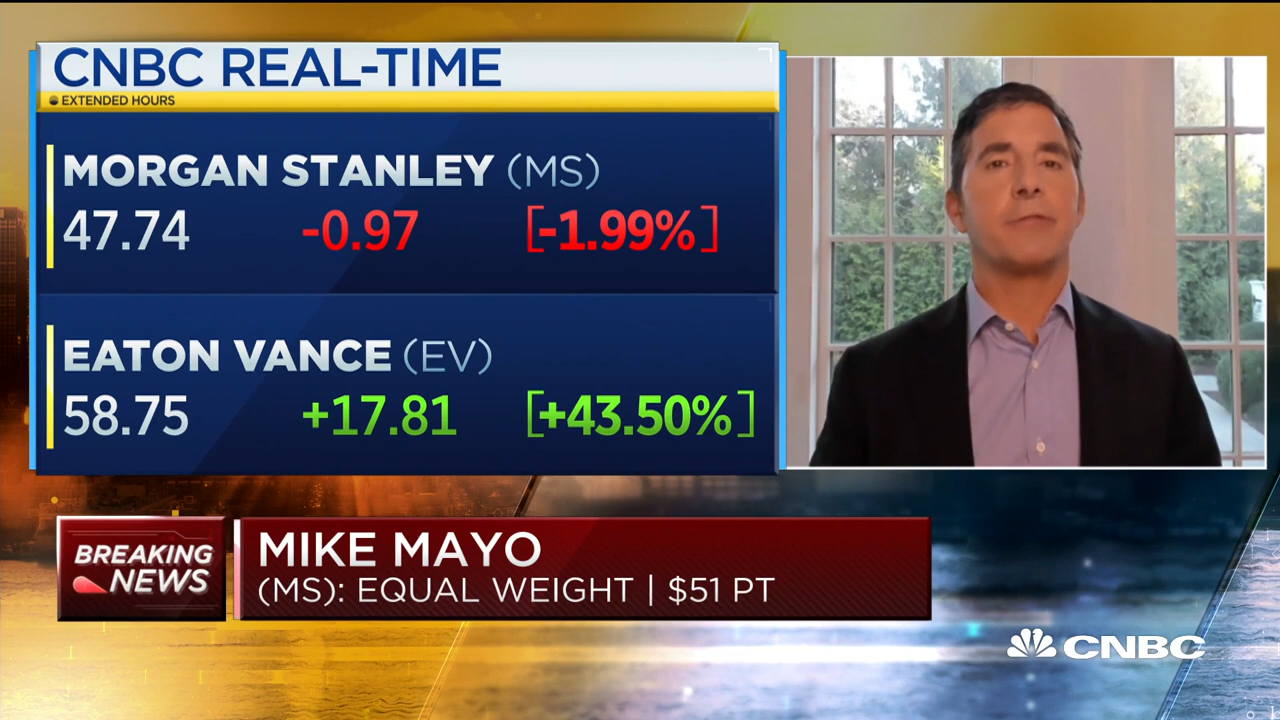 CNBC REAL-TIME
EXTENDED HOURS
MORGAN STANLEY (MS)
47.74 -0.97 [-1.99%]
EATON VANCE (EV)
58.75 +17.81 [+43.50%]
BREAKING NEWS
MIKE MAYO
(MS): EQUAL WEIGHT | $51 PT
CNBC